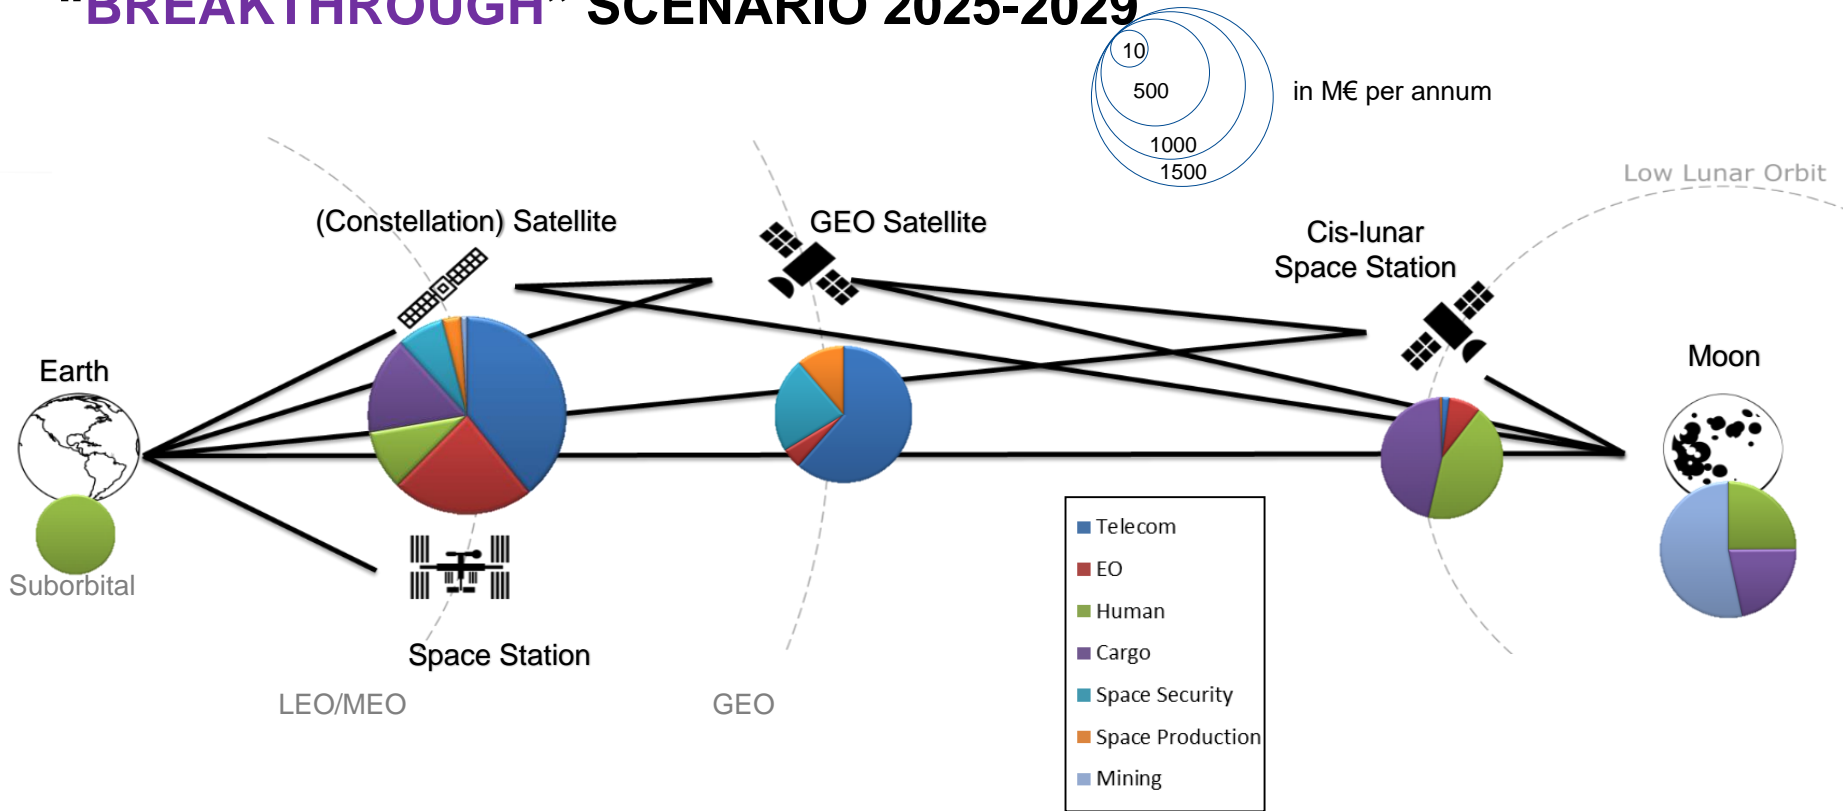 "BREAKTHROUGH" SCENARIO 2025-2029
10
500
1000
1500
in M€ per annum
Low Lunar Orbit
(Constellation) Satellite
GEO Satellite
Cis-lunar
Space Station
Earth
Moon
Suborbital
Space Station
LEO/MEO
GEO
Telecom
EO
Human
Cargo
Space Security
Space Production
Mining